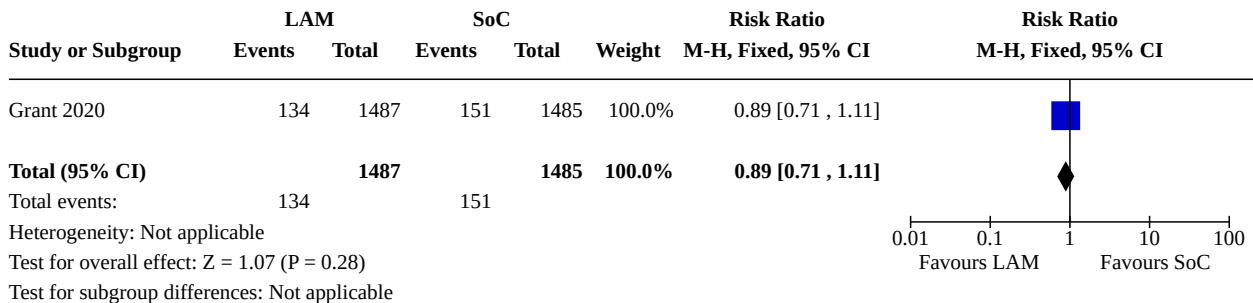 LAM SoC Risk Ratio Risk Ratio
Study or Subgroup Events Total Events Total Weight M-H, Fixed, 95% CI M-H, Fixed, 95% CI
Grant 2020 134 1487 151 1485 100.0% 0.89 [0.71 , 1.11]
Total (95% CI) 1487 1485 100.0% 0.89 [0.71 , 1.11]
Total events: 134 151
Heterogeneity: Not applicable
0.01 0.1 1 10 100
Test for overall effect: Z = 1.07 (P = 0.28) Favours LAM Favours SoC
Test for subgroup differences: Not applicable